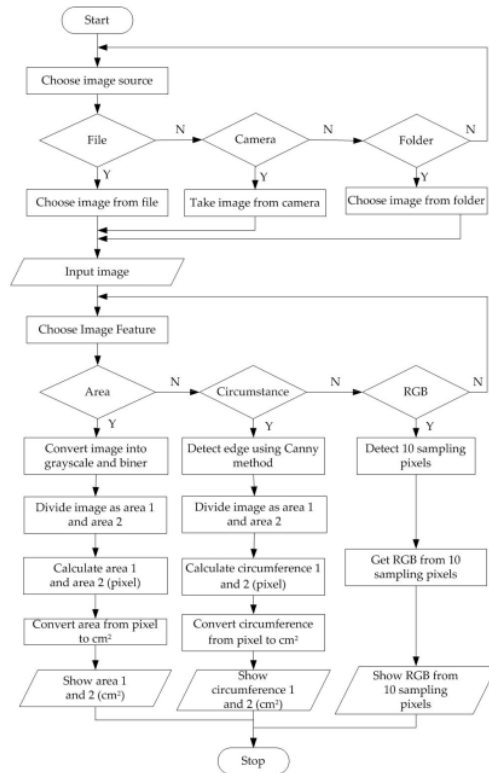 Start
Choose image source
File
N
Camera
N
Folder
N
Y
Y
Y
Choose image from file
Take image from camera
Choose image from folder
Input image
Choose Image Feature
Area
N
Circumstance
N
RGB
N
Y
Y
Y
Convert image into
grayscale and biner
Detect edge using Canny
method
Detect 10 sampling
pixels
Divide image as area 1
and area 2
Divide image as area 1
and area 2
Calculate area 1
and area 2 (pixel)
Calculate circumference 1
and 2 (pixel)
Get RGB from 10
sampling pixels
Convert area from pixel
to cm²
Convert circumference
from pixel to cm²
Show area 1
and 2 (cm²)
Show
circumference 1
and 2 (cm²)
Show RGB from
10 sampling
pixels
Stop